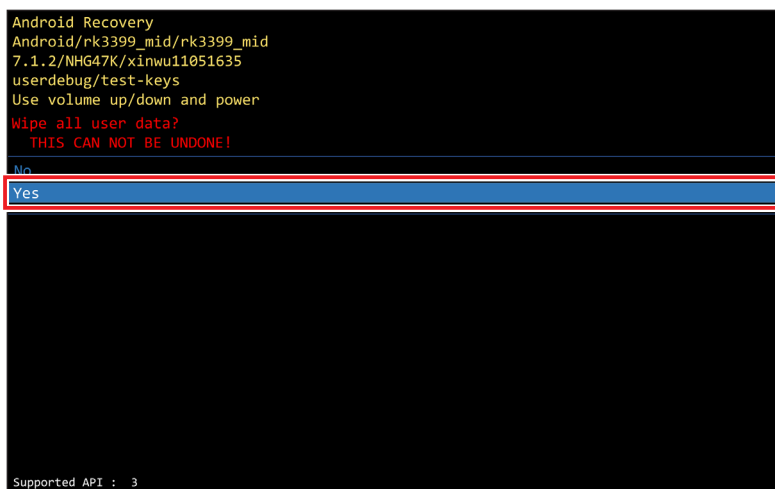 Android Recovery
Android/rk3399_mid/rk3399_mid
7.1.2/NHG47K/xinwu11051635
userdebug/test-keys
Use volume up/down and power
Wipe all user data?
THIS CAN NOT BE UNDONE!
No
Yes
Supported API : 3